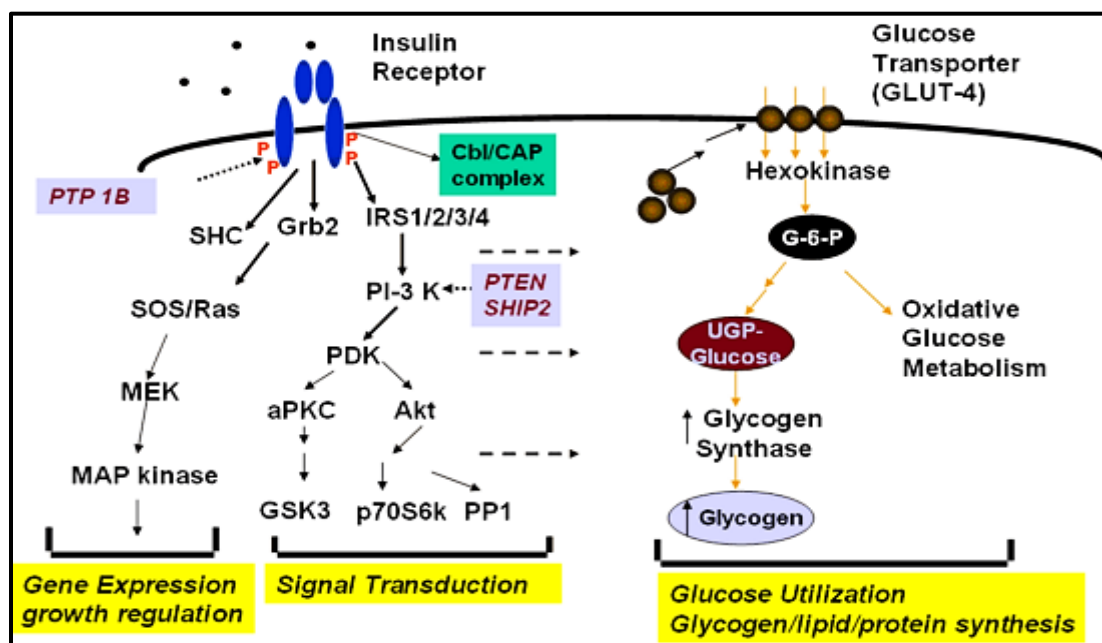 Insulin
Receptor
Glucose
Transporter
(GLUT-4)
P
P
P
P
Cbl/CAP
complex
PTP 1B
Hexokinase
SHC
Grb2
IRS1/2/3/4
G-6-P
SOS/Ras
PI-3 K
PTEN
SHIP2
UGP-
Glucose
Oxidative
Glucose
Metabolism
PDK
MEK
aPKC
Akt
Glycogen
Synthase
MAP kinase
GSK3
p70S6k
PP1
Glycogen
Gene Expression
growth regulation
Signal Transduction
Glucose Utilization
Glycogen/lipid/protein synthesis